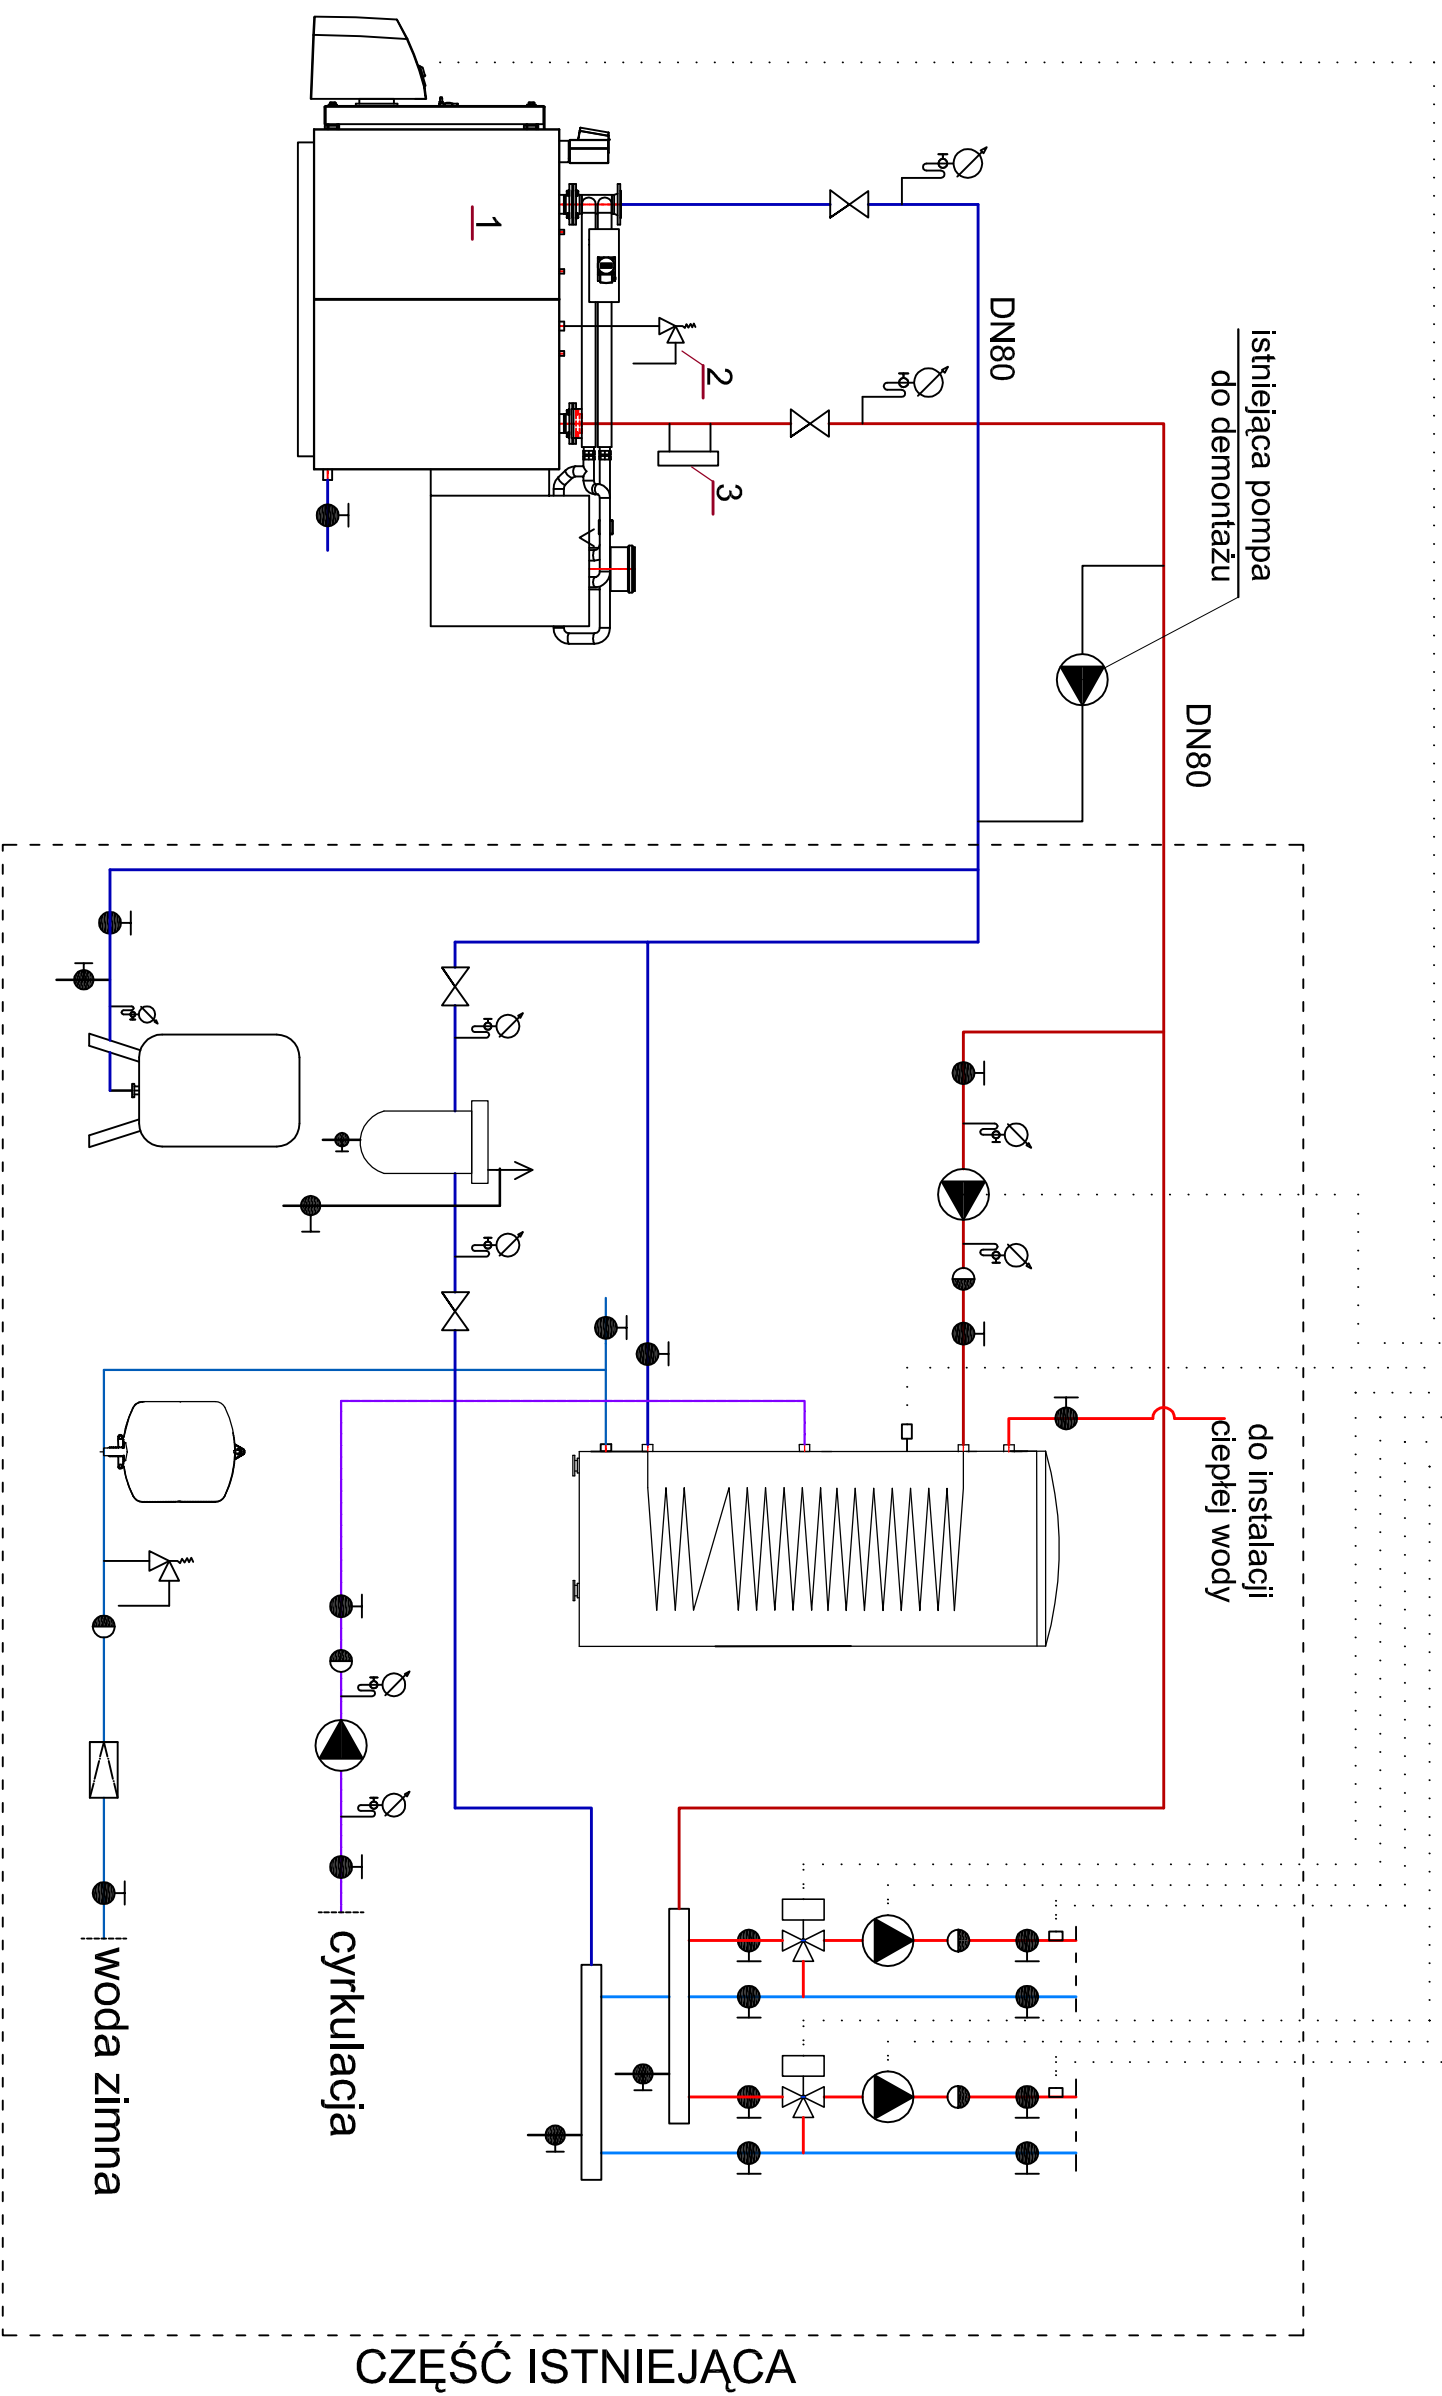 1
2
3
DN80
istniejąca pompa
do demontażu
DN80
do instalacji
ciepłej wody
cyrkulacja
woda zimna
CZĘŚĆ ISTNIEJĄCA